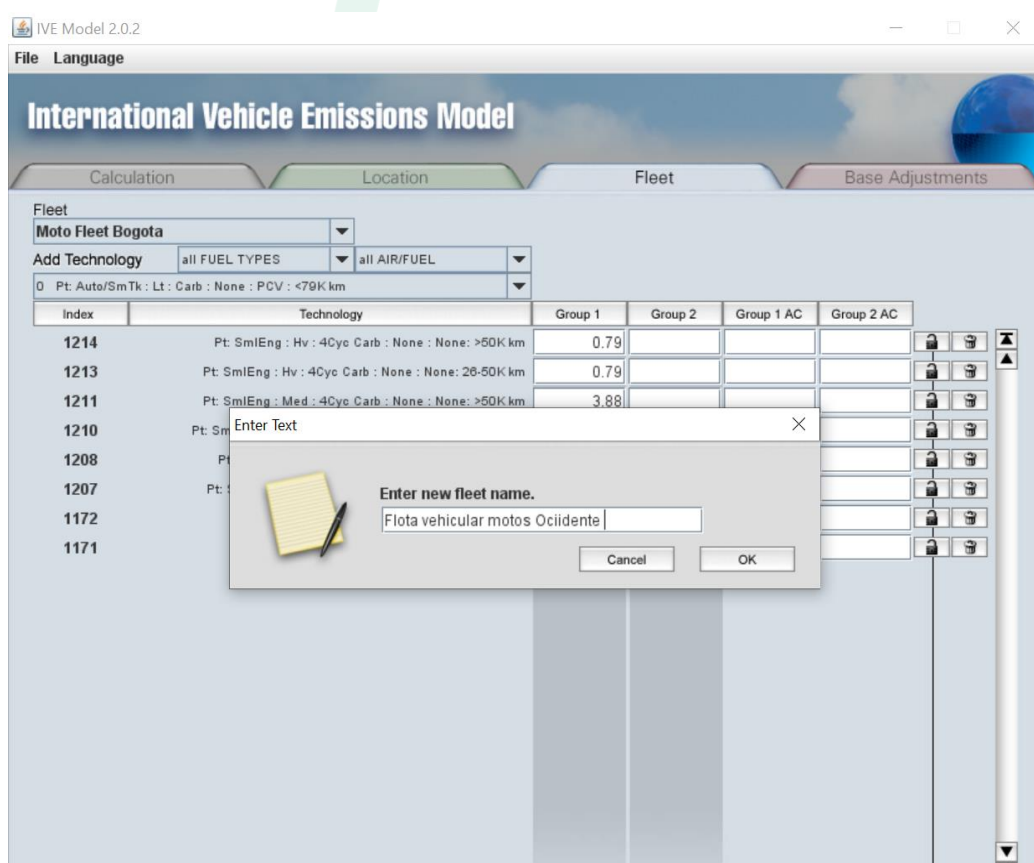 IVE Model 2.0.2
File Language
International Vehicle Emissions Model
Calculation Location Fleet Base Adjustments
Fleet
Moto Fleet Bogota
Add Technology all FUEL TYPES all AIR/FUEL
0 Pt: Auto/SmTk : Lt : Carb : None : PCV : <79K km
Index Technology Group 1 Group 2 Group 1 AC Group 2 AC
1214 Pt: SmlEng : Hv : 4Cyc Carb : None : None: >50K km 0.79
1213 Pt: SmlEng : Hv : 4Cyc Carb : None : None: 26-50K km 0.79
1211 Pt: SmlEng : Med : 4Cyc Carb : None : None: >50K km 3.88
1210 Pt: Sm
1208 Pt
1207 Pt:
1172
1171
Enter Text
Enter new fleet name.
Flota vehicular motos Ociidente
Cancel OK